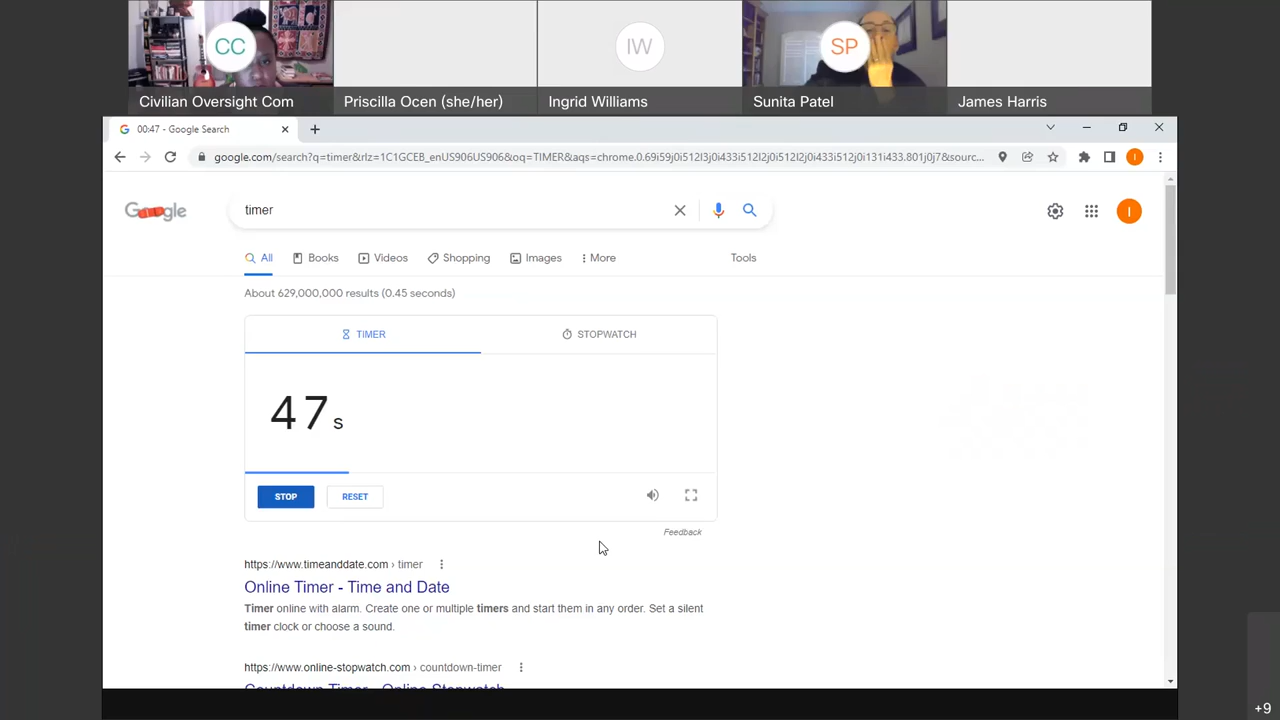 CC
IW
SP
Civilian Oversight Com
Priscilla Ocen (she/her)
Ingrid Williams
Sunita Patel
James Harris
00:47 - Google Search
google.com/search?q=timer&rlz=1C1GCEB_enUS906US906&oq=TIMER&aqs=chrome.0.69i59j0i512l3j0i433i512l2j0i512l2j0i433i512j0i131i433.801j0j7&sourc...
I
Google
timer
I
All
Books
Videos
Shopping
Images
More
Tools
About 629,000,000 results (0.45 seconds)
TIMER
STOPWATCH
47 s
STOP
RESET
Feedback
https://www.timeanddate.com › timer
Online Timer - Time and Date
Timer online with alarm. Create one or multiple timers and start them in any order. Set a silent
timer clock or choose a sound.
https://www.online-stopwatch.com › countdown-timer
Countdown Timer - Online Stopwatch
+9